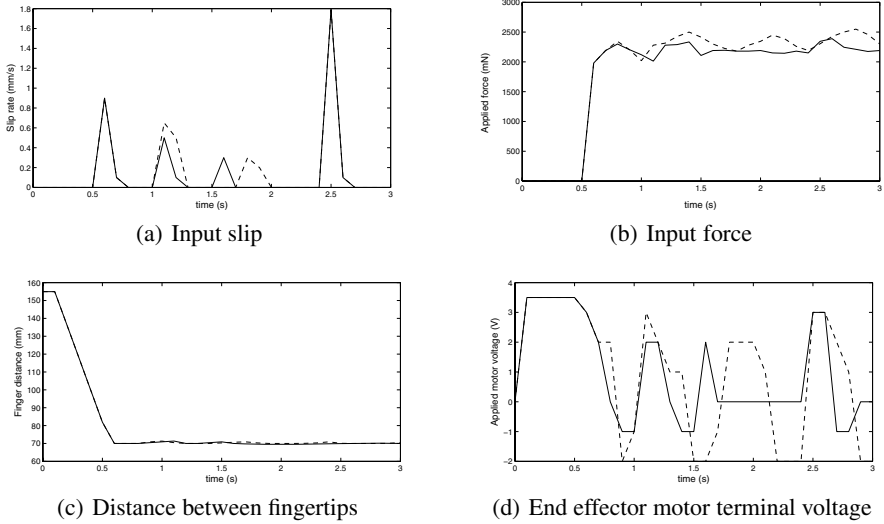 1.8
1.6
1.4
1.2
1
0.8
0.6
0.4
0.2
0
Slip rate (mm/s)
0 0.5 1 1.5 2 2.5 3
time (s)
(a) Input slip
3000
2500
2000
1500
1000
500
0
Applied force (mN)
0 0.5 1 1.5 2 2.5 3
time (s)
(b) Input force
160
150
140
130
120
110
100
90
80
70
60
Finger distance (mm)
0 0.5 1 1.5 2 2.5 3
time (s)
(c) Distance between fingertips
4
3
2
1
0
−1
−2
Applied motor voltage (V)
0 0.5 1 1.5 2 2.5 3
time (s)
(d) End effector motor terminal voltage